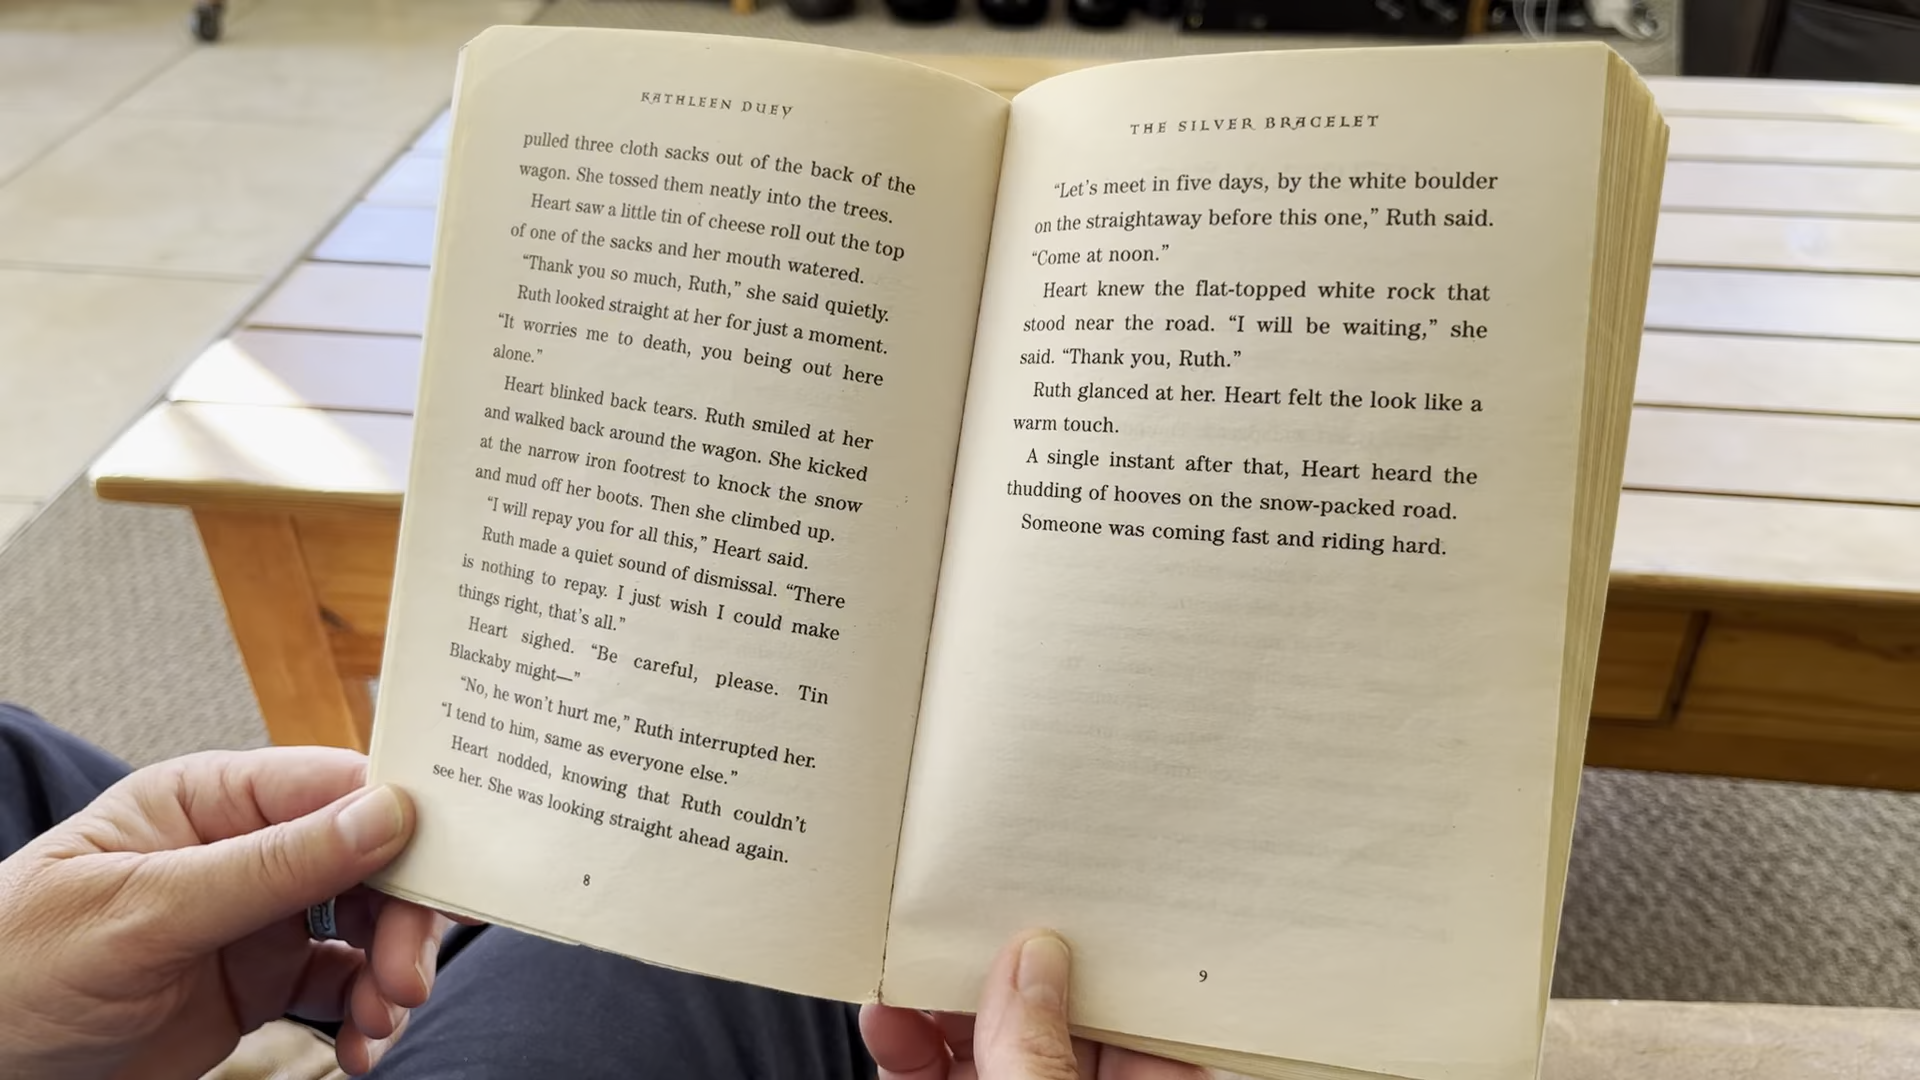 KATHLEEN DUEY
pulled three cloth sacks out of the back of the
wagon. She tossed them neatly into the trees.
Heart saw a little tin of cheese roll out the top
of one of the sacks and her mouth watered.
“Thank you so much, Ruth,” she said quietly.
Ruth looked straight at her for just a moment.
“It worries me to death, you being out here
alone.”
Heart blinked back tears. Ruth smiled at her
and walked back around the wagon. She kicked
at the narrow iron footrest to knock the snow
and mud off her boots. Then she climbed up.
“I will repay you for all this,” Heart said.
Ruth made a quiet sound of dismissal. “There
is nothing to repay. I just wish I could make
things right, that’s all.”
Heart sighed. “Be careful, please. Tin
Blackaby might—”
“No, he won’t hurt me,” Ruth interrupted her.
“I tend to him, same as everyone else.”
Heart nodded, knowing that Ruth couldn’t
see her. She was looking straight ahead again.
8
THE SILVER BRACELET
“Let’s meet in five days, by the white boulder
on the straightaway before this one,” Ruth said.
“Come at noon.”
Heart knew the flat-topped white rock that
stood near the road. “I will be waiting,” she
said. “Thank you, Ruth.”
Ruth glanced at her. Heart felt the look like a
warm touch.
A single instant after that, Heart heard the
thudding of hooves on the snow-packed road.
Someone was coming fast and riding hard.
9